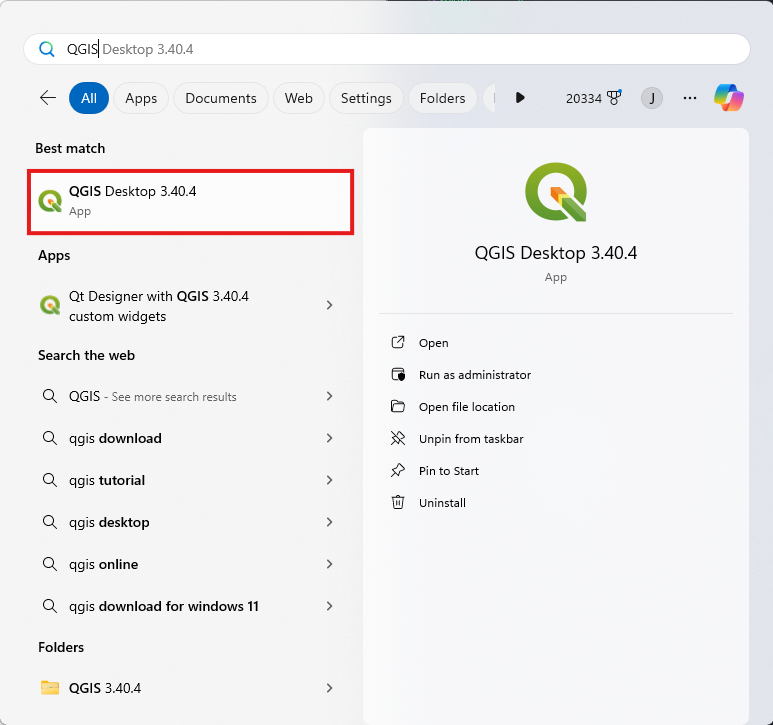 QGIS Desktop 3.40.4
All
Apps
Documents
Web
Settings
Folders
20334
J
Best match
QGIS Desktop 3.40.4
App
Apps
Qt Designer with QGIS 3.40.4
custom widgets
Search the web
QGIS - See more search results
qgis download
qgis tutorial
qgis desktop
qgis online
qgis download for windows 11
Folders
QGIS 3.40.4
QGIS Desktop 3.40.4
App
Open
Run as administrator
Open file location
Unpin from taskbar
Pin to Start
Uninstall